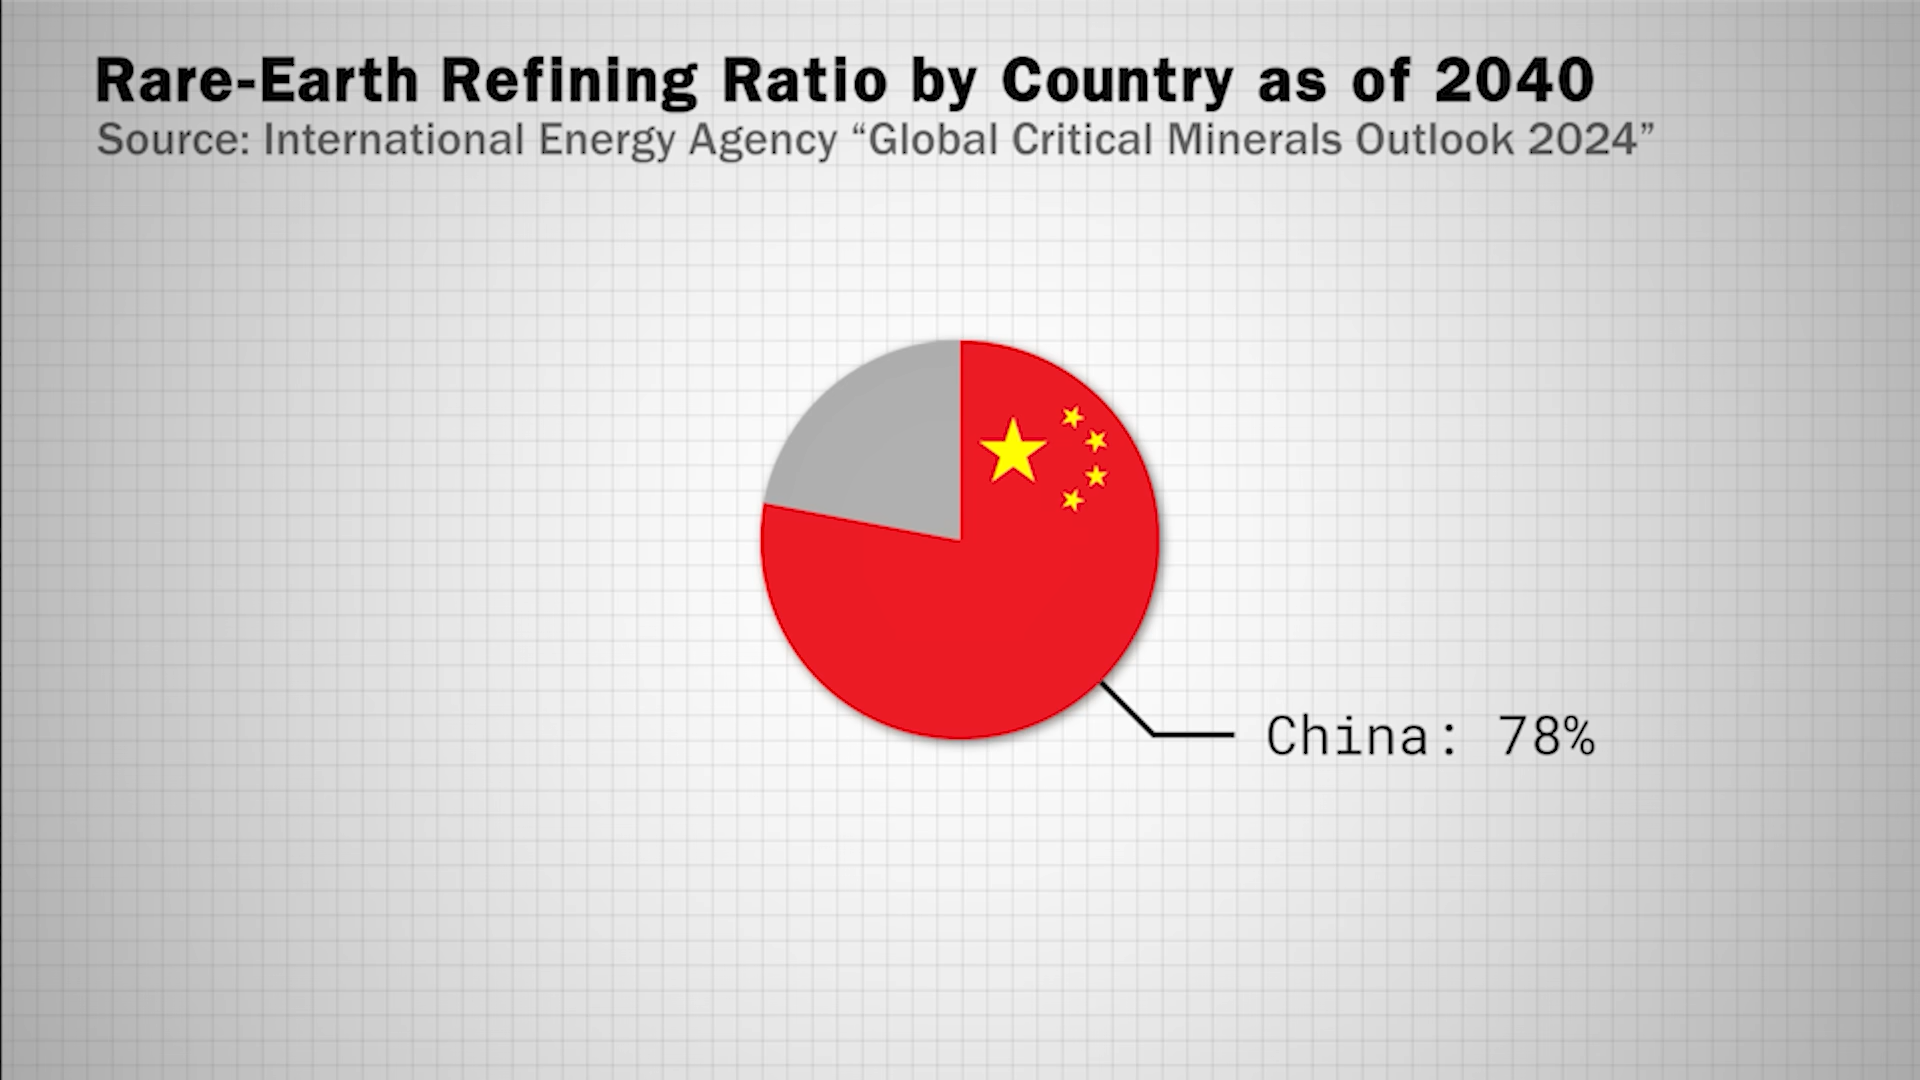 Rare-Earth Refining Ratio by Country as of 2040
Source: International Energy Agency “Global Critical Minerals Outlook 2024”
China: 78%